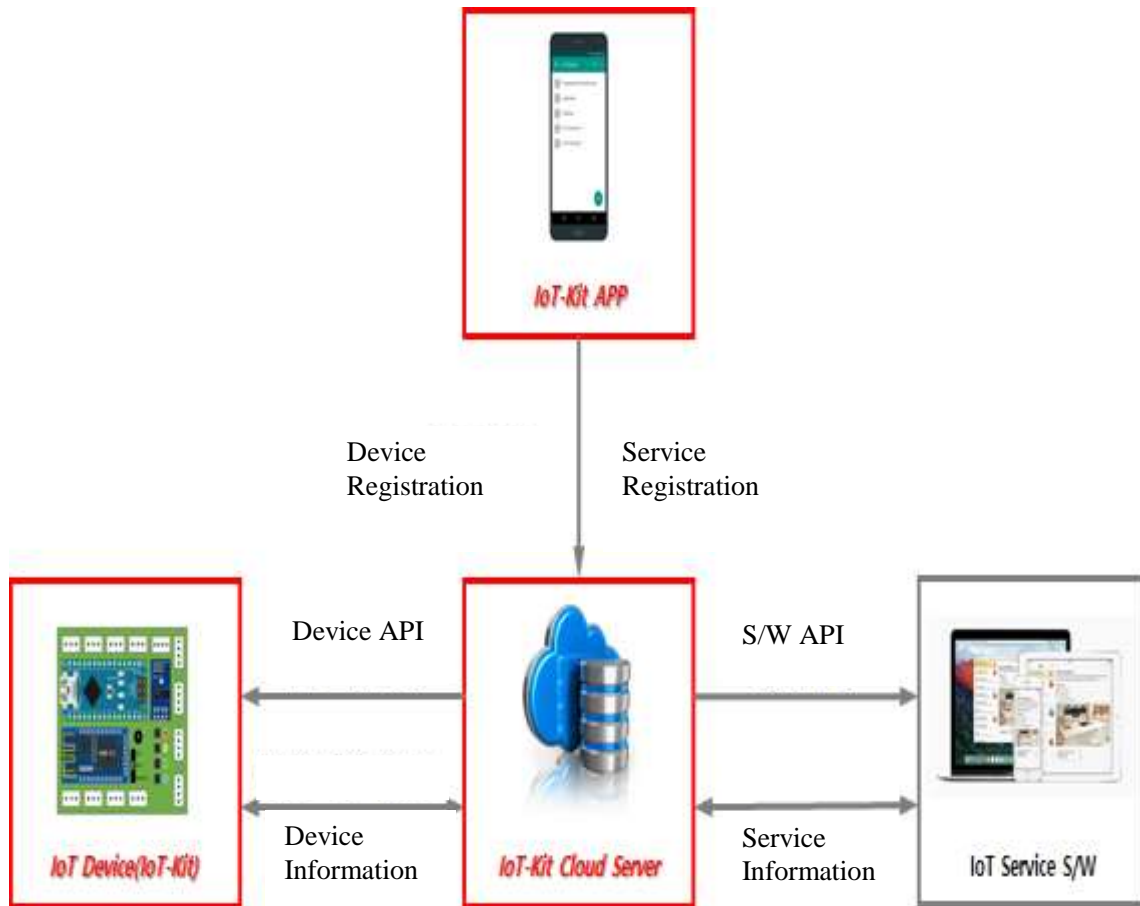 IoT-Kit APP
Device
Registration
Service
Registration
Device API
S/W API
Device
Information
Service
Information
IoT Device(IoT-Kit)
IoT-Kit Cloud Server
IoT Service S/W